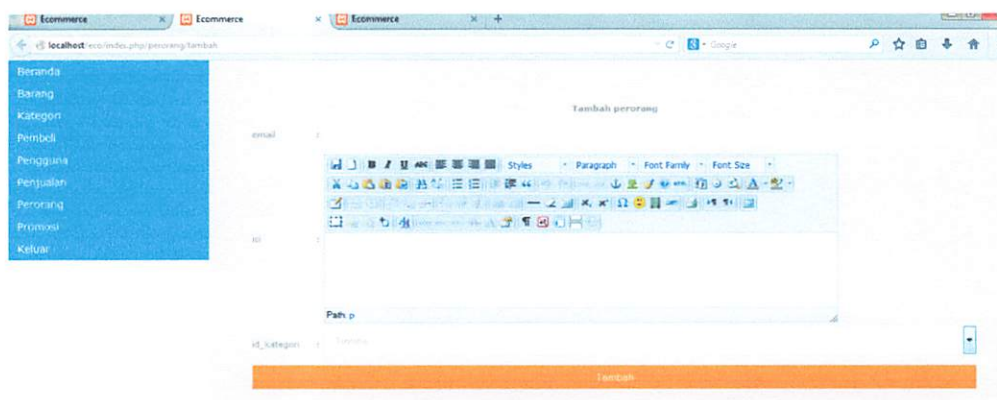 Ecommerce
Ecommerce
Ecommerce
localhost/eco/index.php/perorang/tambah
Google
Beranda
Barang
Kategori
Pembeli
Pengguna
Penjualan
Perorang
Promosi
Keluar
Tambah perorang
email :
Styles Paragraph Font Family Font Size
isi :
Path: p
id_kategori :
Tambah